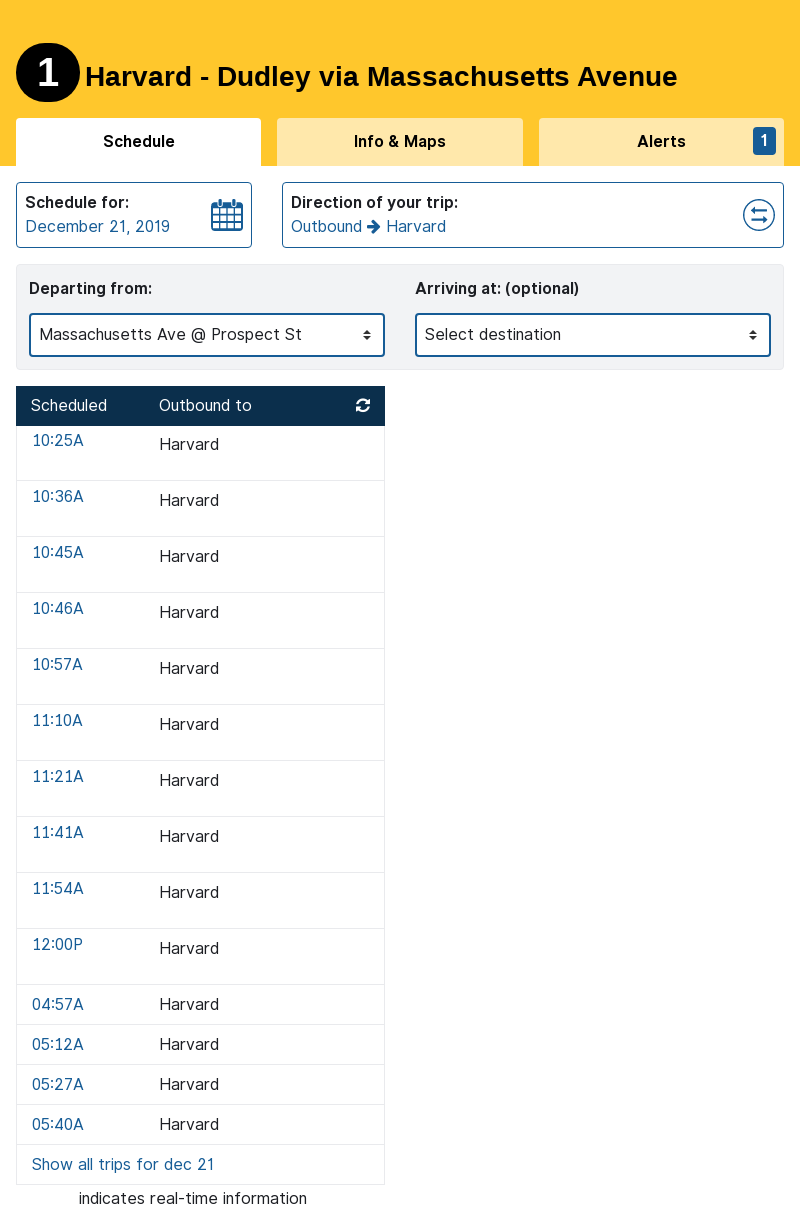 1 Harvard - Dudley via Massachusetts Avenue
Schedule Info & Maps Alerts 1
Schedule for:
December 21, 2019
Direction of your trip:
Outbound Harvard
Departing from:
Massachusetts Ave @ Prospect St
Arriving at: (optional)
Select destination
Scheduled Outbound to
10:25A Harvard
10:36A Harvard
10:45A Harvard
10:46A Harvard
10:57A Harvard
11:10A Harvard
11:21A Harvard
11:41A Harvard
11:54A Harvard
12:00P Harvard
04:57A Harvard
05:12A Harvard
05:27A Harvard
05:40A Harvard
Show all trips for dec 21
indicates real-time information